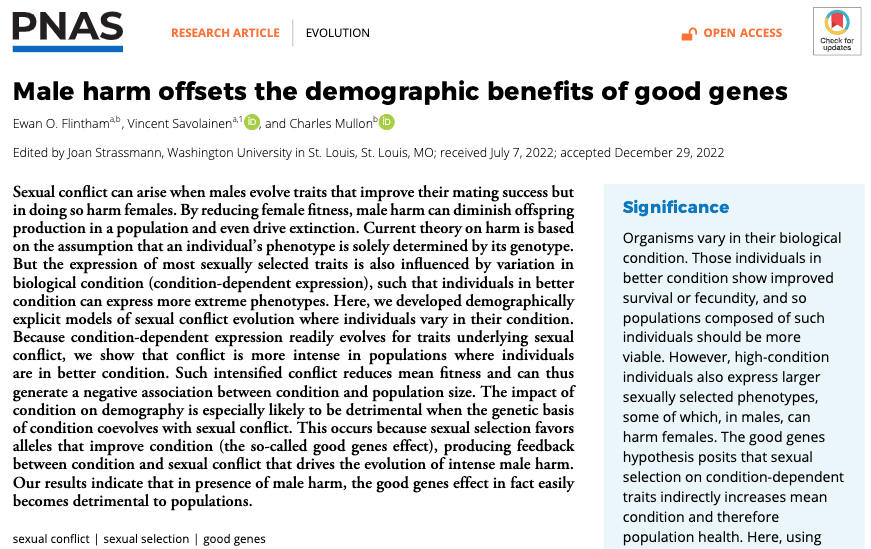 PNAS
RESEARCH ARTICLE | EVOLUTION
OPEN ACCESS
Check for
updates
Male harm offsets the demographic benefits of good genes
Ewan O. Flintham^a,b, Vincent Savolainen^a,1 iD, and Charles Mullon^b iD
Edited by Joan Strassmann, Washington University in St. Louis, St. Louis, MO; received July 7, 2022; accepted December 29, 2022
Sexual conflict can arise when males evolve traits that improve their mating success but
in doing so harm females. By reducing female fitness, male harm can diminish offspring
production in a population and even drive extinction. Current theory on harm is based
on the assumption that an individual's phenotype is solely determined by its genotype.
But the expression of most sexually selected traits is also influenced by variation in
biological condition (condition-dependent expression), such that individuals in better
condition can express more extreme phenotypes. Here, we developed demographically
explicit models of sexual conflict evolution where individuals vary in their condition.
Because condition-dependent expression readily evolves for traits underlying sexual
conflict, we show that conflict is more intense in populations where individuals
are in better condition. Such intensified conflict reduces mean fitness and can thus
generate a negative association between condition and population size. The impact of
condition on demography is especially likely to be detrimental when the genetic basis
of condition coevolves with sexual conflict. This occurs because sexual selection favors
alleles that improve condition (the so-called good genes effect), producing feedback
between condition and sexual conflict that drives the evolution of intense male harm.
Our results indicate that in presence of male harm, the good genes effect in fact easily
becomes detrimental to populations.
sexual conflict | sexual selection | good genes
Significance
Organisms vary in their biological
condition. Those individuals in
better condition show improved
survival or fecundity, and so
populations composed of such
individuals should be more
viable. However, high-condition
individuals also express larger
sexually selected phenotypes,
some of which, in males, can
harm females. The good genes
hypothesis posits that sexual
selection on condition-dependent
traits indirectly increases mean
condition and therefore
population health. Here, using